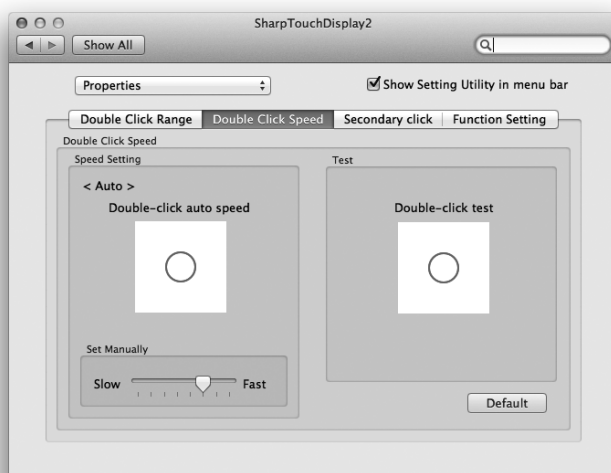 SharpTouchDisplay2
Show All
Properties
Show Setting Utility in menu bar
Double Click Range
Double Click Speed
Secondary click
Function Setting
Double Click Speed
Speed Setting
< Auto >
Double-click auto speed
Set Manually
Slow
Fast
Test
Double-click test
Default